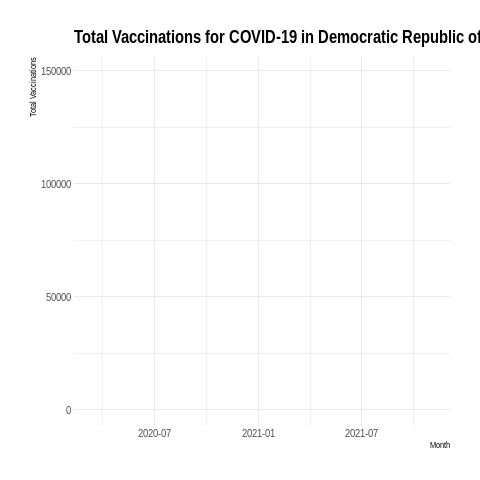 Total Vaccinations for COVID-19 in Democratic Republic of
Total Vaccinations
150000
100000
50000
0
2020-07 2021-01 2021-07
Month